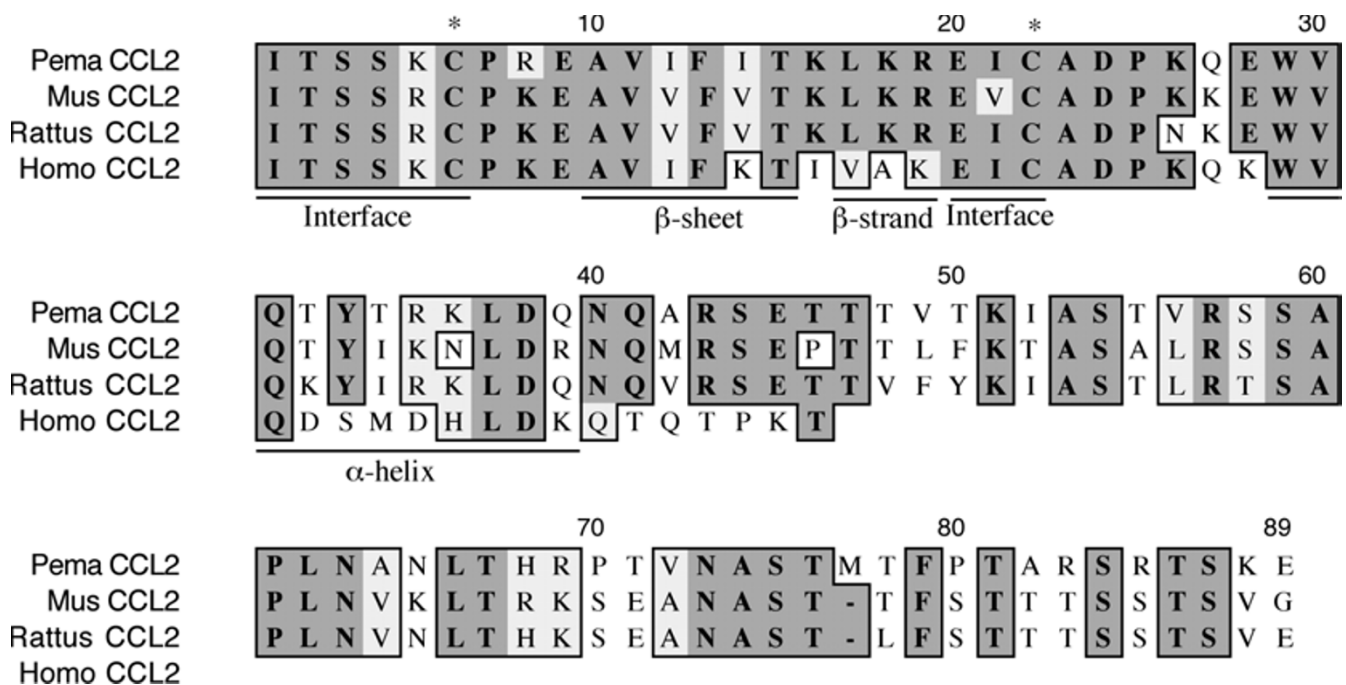 * 10 20 * 30
Pema CCL2 I T S S K C P R E A V I F I T K L K R E I C A D P K Q E W V
Mus CCL2 I T S S R C P K E A V V F V T K L K R E V C A D P K K E W V
Rattus CCL2 I T S S R C P K E A V V F V T K L K R E I C A D P N K E W V
Homo CCL2 I T S S K C P K E A V I F K T I V A K E I C A D P K Q K W V
Interface β-sheet β-strand Interface
40 50 60
Pema CCL2 Q T Y T R K L D Q N Q A R S E T T T V T K I A S T V R S S A
Mus CCL2 Q T Y I K N L D R N Q M R S E P T T L F K T A S A L R S S A
Rattus CCL2 Q K Y I R K L D Q N Q V R S E T T V F Y K I A S T L R T S A
Homo CCL2 Q D S M D H L D K Q T Q T P K T
α-helix
70 80 89
Pema CCL2 P L N A N L T H R P T V N A S T M T F P T A R S R T S K E
Mus CCL2 P L N V K L T R K S E A N A S T - T F S T T T S S T S V G
Rattus CCL2 P L N V N L T H K S E A N A S T - L F S T T T S S T S V E
Homo CCL2